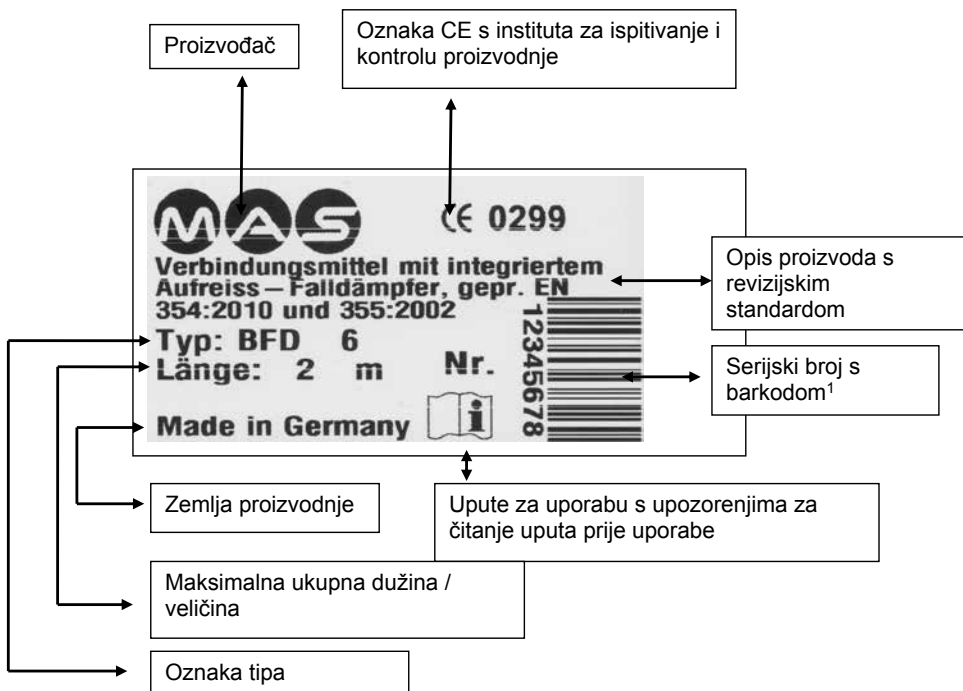 Proizvođač
Oznaka CE s instituta za ispitivanje i
kontrolu proizvodnje
MAS
CE 0299
Verbindungsmittel mit integriertem
Aufreiss – Falldämpfer, gepr. EN
354:2010 und 355:2002
Typ: BFD 6
Länge: 2 m
Nr.
12345678
Made in Germany
i
Opis proizvoda s
revizijskim
standardom
Serijski broj s
barkodom¹
Zemlja proizvodnje
Upute za uporabu s upozorenjima za
čitanje uputa prije uporabe
Maksimalna ukupna dužina /
veličina
Oznaka tipa